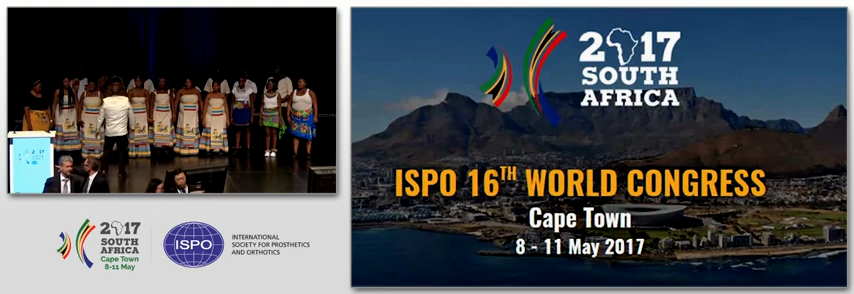 2017
SOUTH
AFRICA
Cape Town
8-11 May
ISPO
INTERNATIONAL
SOCIETY FOR PROSTHETICS
AND ORTHOTICS
2017
SOUTH
AFRICA
ISPO 16TH WORLD CONGRESS
Cape Town
8 - 11 May 2017